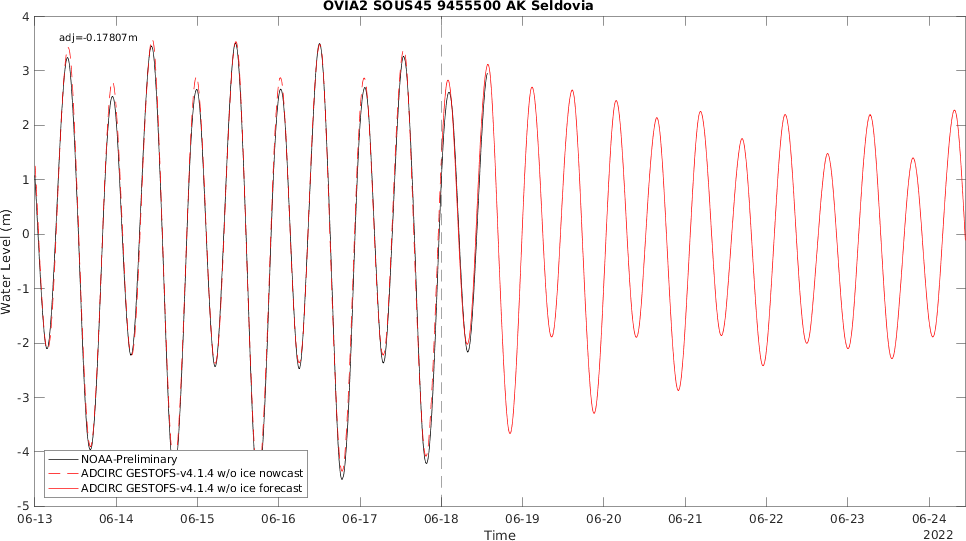 OVIA2 SOUS45 9455500 AK Seldovia
adj=-0.17807m
4
3
2
1
0
-1
-2
-3
-4
-5
Water Level (m)
NOAA-Preliminary
ADCIRC GESTOFS-v4.1.4 w/o ice nowcast
ADCIRC GESTOFS-v4.1.4 w/o ice forecast
06-13 06-14 06-15 06-16 06-17 06-18 06-19 06-20 06-21 06-22 06-23 06-24
Time
2022